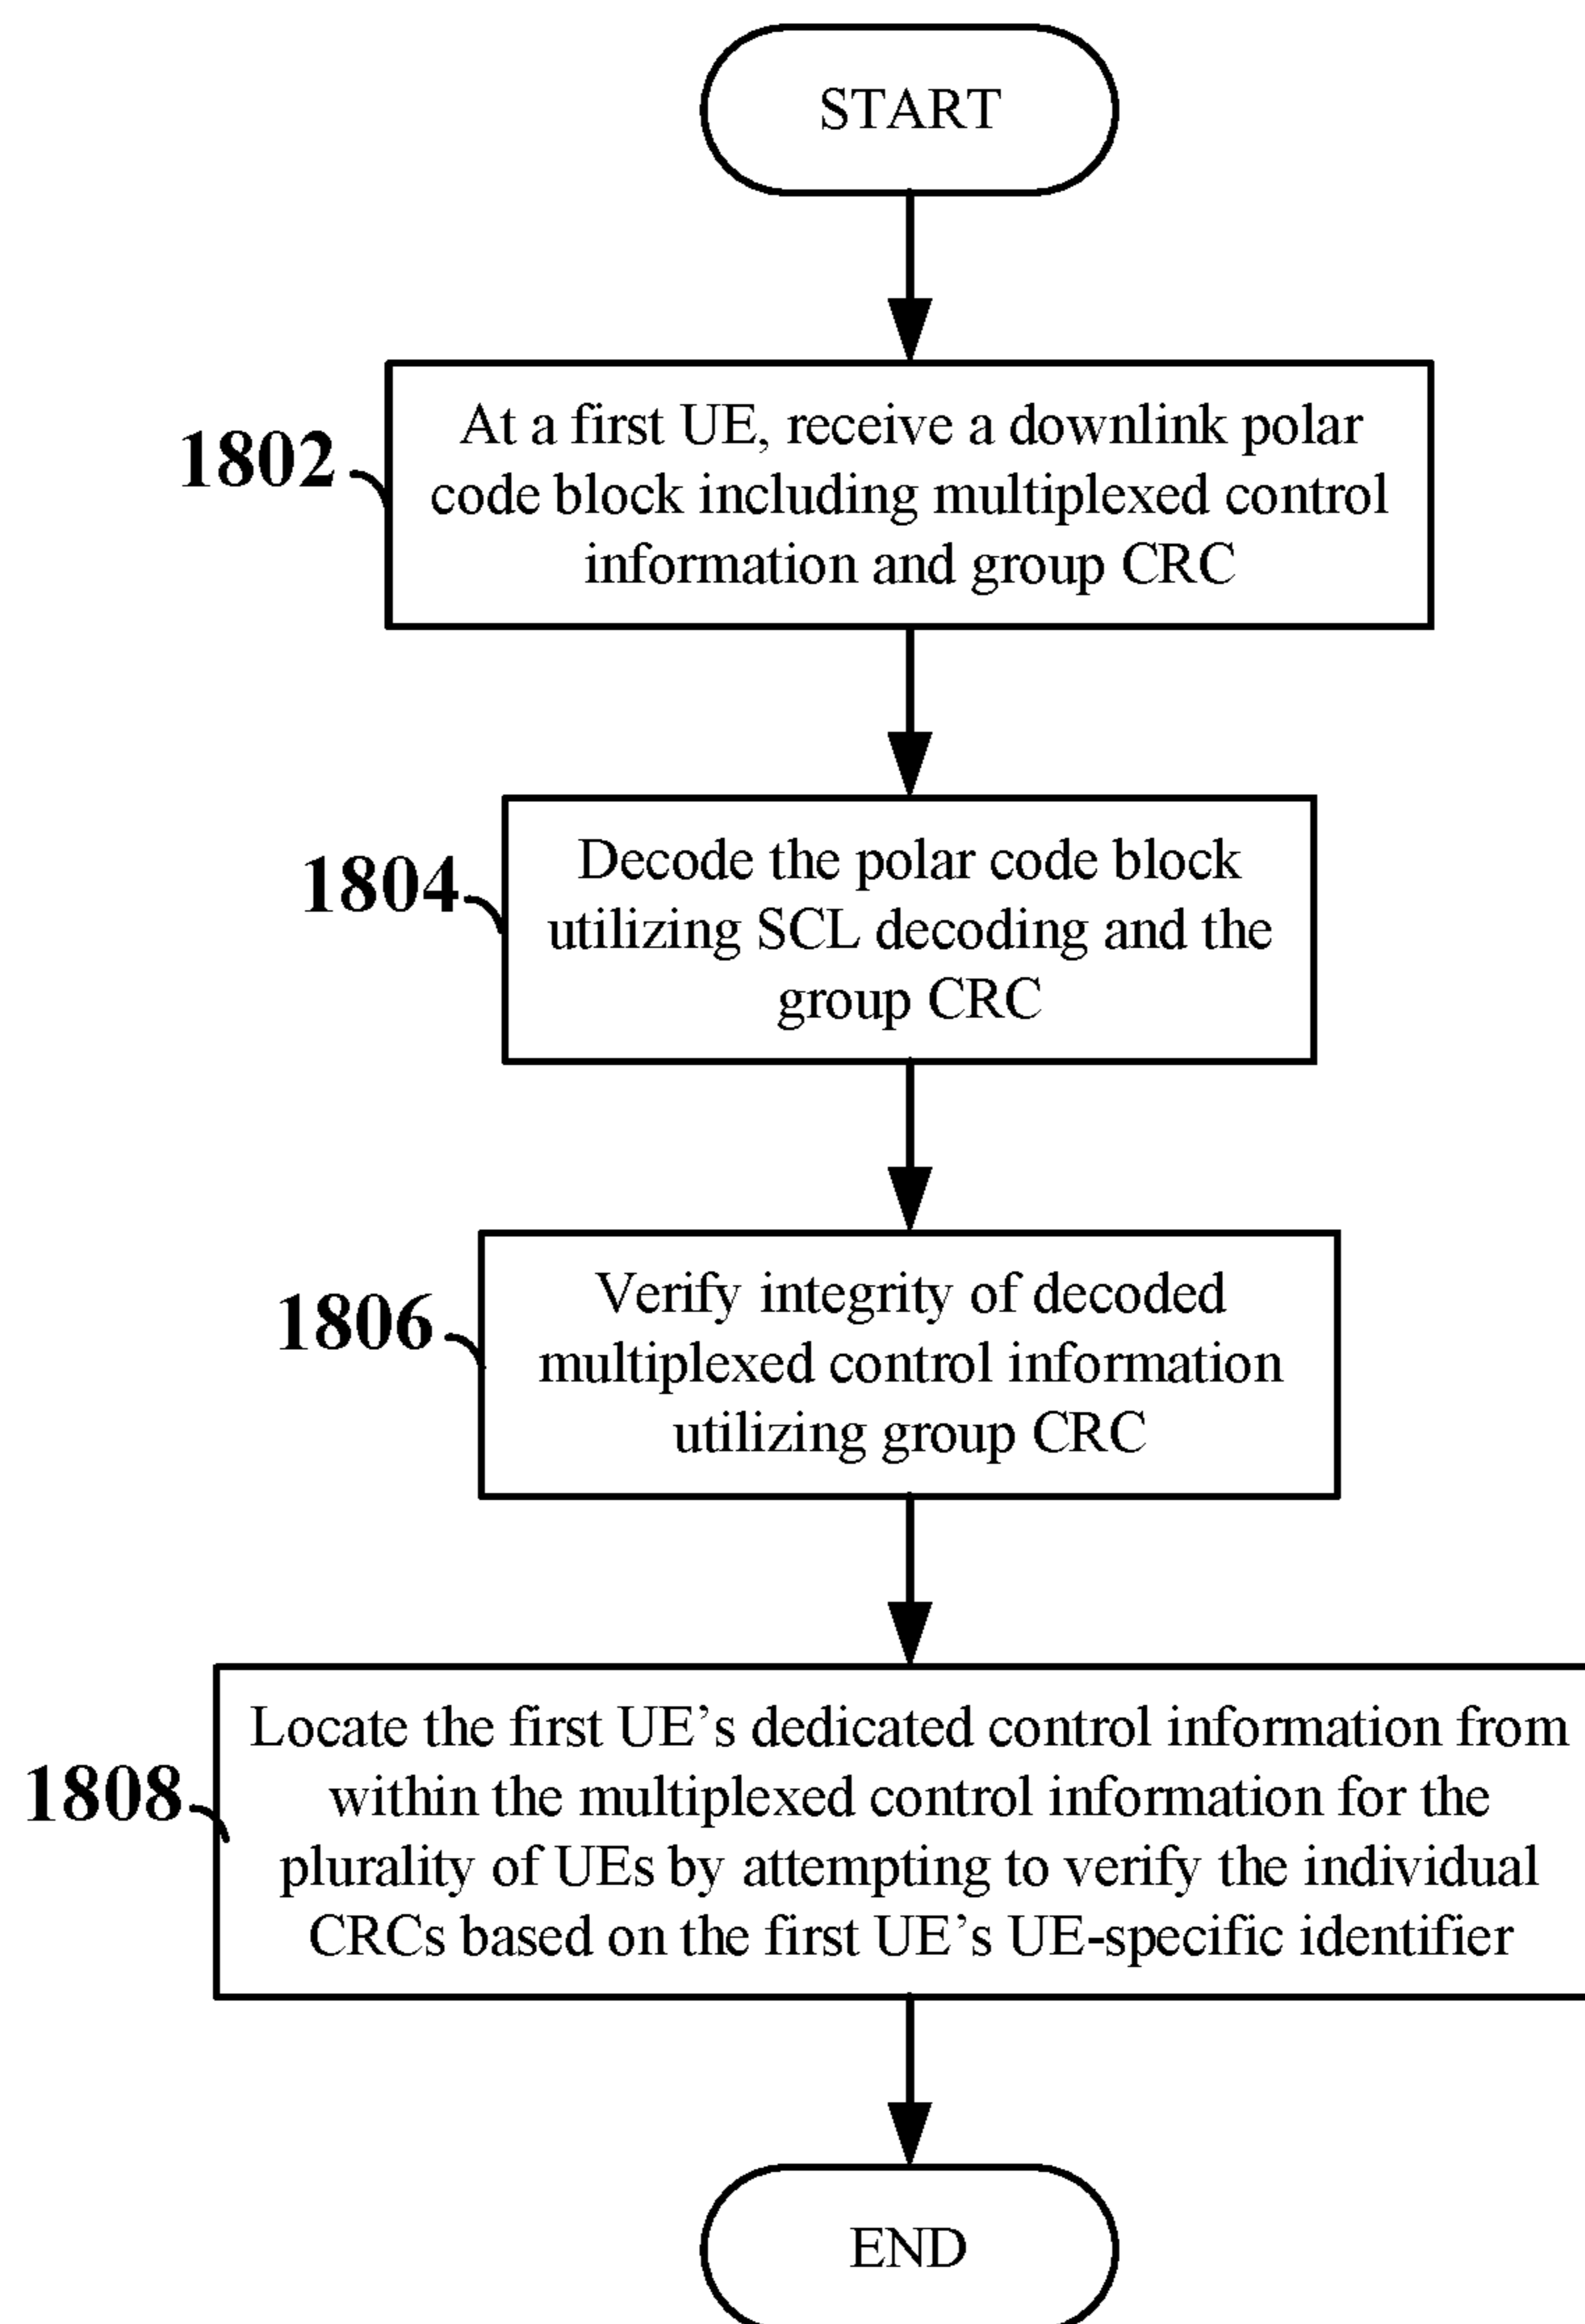 START
1802
At a first UE, receive a downlink polar
code block including multiplexed control
information and group CRC
1804
Decode the polar code block
utilizing SCL decoding and the
group CRC
1806
Verify integrity of decoded
multiplexed control information
utilizing group CRC
1808
Locate the first UE’s dedicated control information from
within the multiplexed control information for the
plurality of UEs by attempting to verify the individual
CRCs based on the first UE’s UE-specific identifier
END